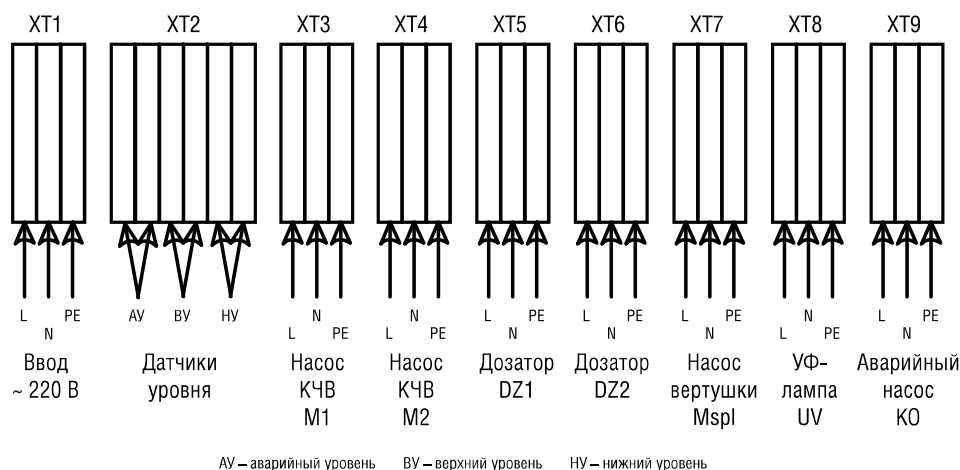 XT1 XT2 XT3 XT4 XT5 XT6 XT7 XT8 XT9
L N PE АУ ВУ НУ L N PE L N PE L N PE L N PE L N PE L N PE L N PE
Ввод Датчики Насос Насос Дозатор Дозатор Насос УФ– Аварийный
~ 220 В уровня КЧВ КЧВ DZ1 DZ2 вертушки лампа насос
М1 М2 Mspl UV КО
АУ – аварийный уровень ВУ – верхний уровень НУ – нижний уровень